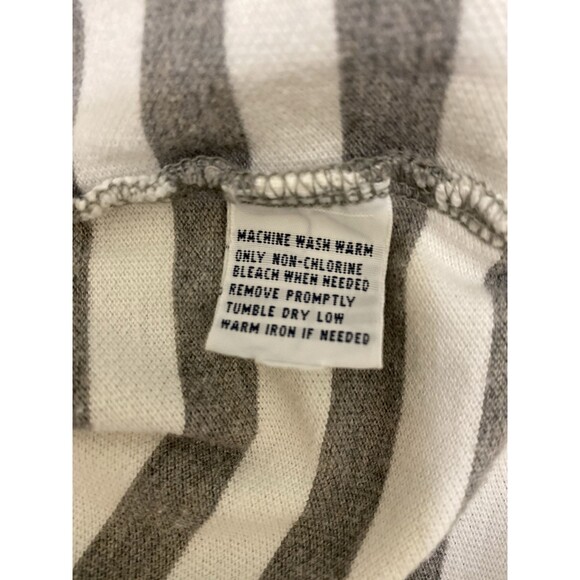 MACHINE WASH WARM
ONLY NON-CHLORINE
BLEACH WHEN NEEDED
REMOVE PROMPTLY
TUMBLE DRY LOW
WARM IRON IF NEEDED